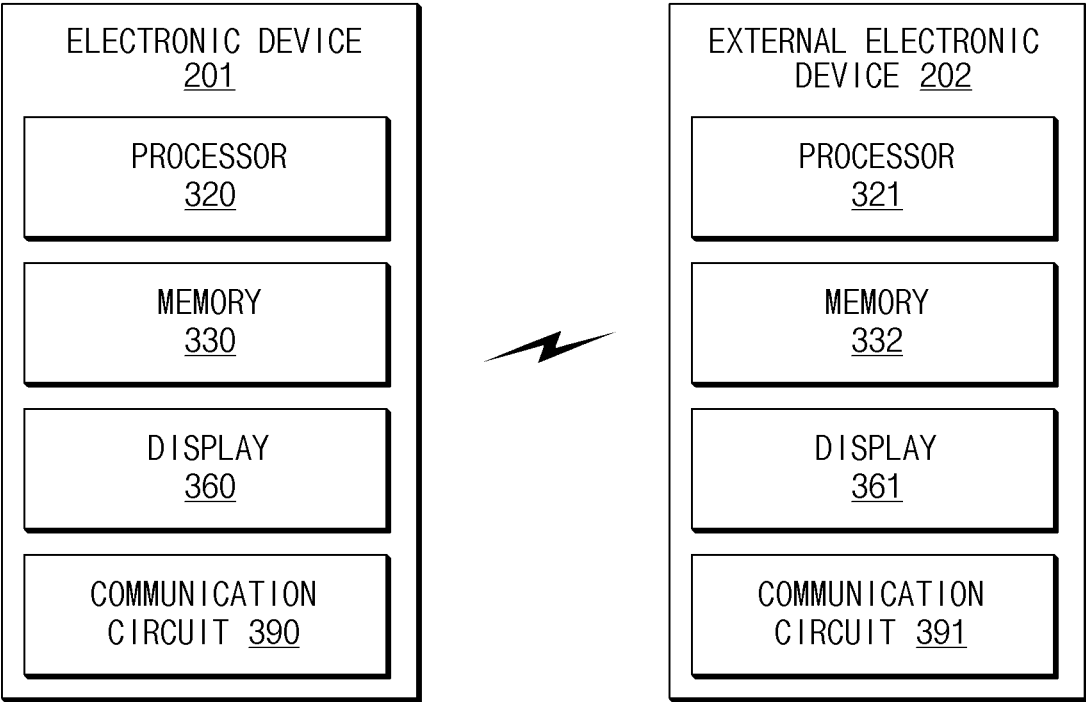 ELECTRONIC DEVICE
201
PROCESSOR
320
MEMORY
330
DISPLAY
360
COMMUNICATION
CIRCUIT 390
EXTERNAL ELECTRONIC
DEVICE 202
PROCESSOR
321
MEMORY
332
DISPLAY
361
COMMUNICATION
CIRCUIT 391